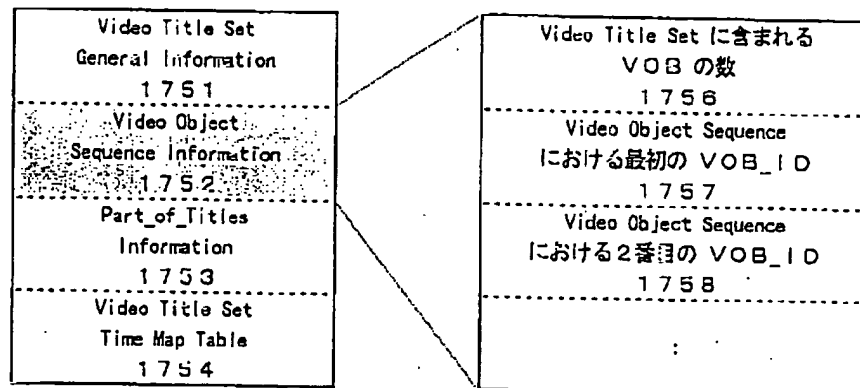 Video Title Set
General Information
1751
Video Object
Sequence Information
1752
Part_of_Titles
Information
1753
Video Title Set
Time Map Table
1754
Video Title Set に含まれる
VOB の数
1756
Video Object Sequence
における最初の VOB_ID
1757
Video Object Sequence
における2番目の VOB_ID
1758
: